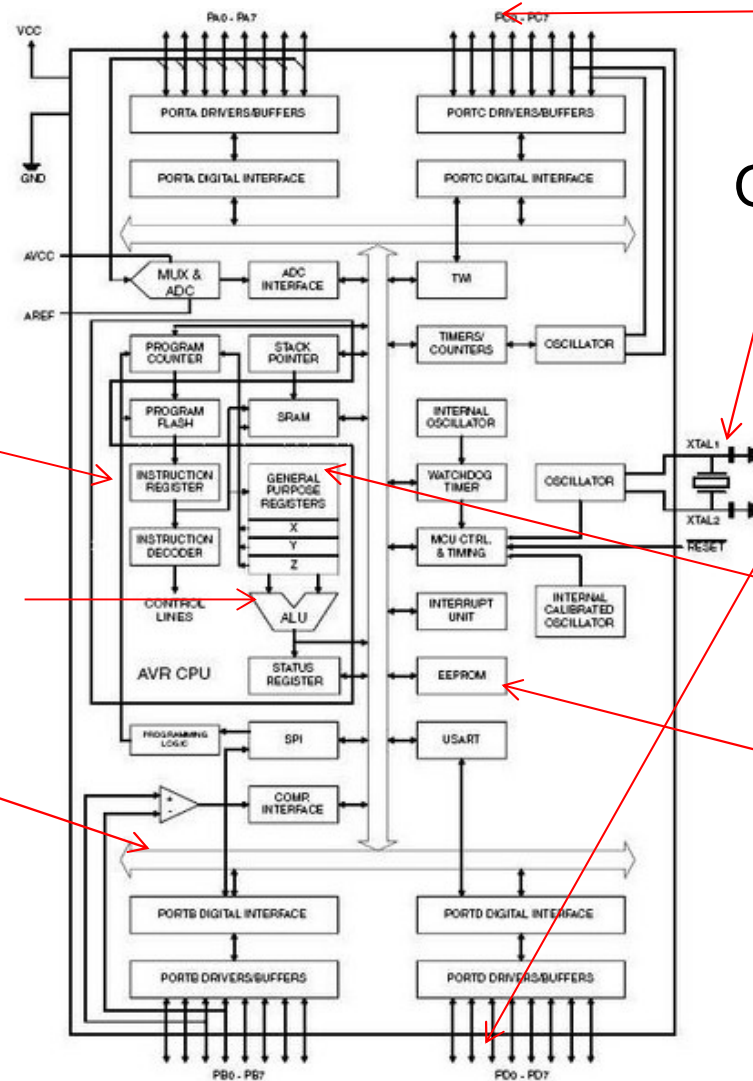 PA0 - PA7
PC0 - PC7
VCC
PORTA DRIVERS/BUFFERS
PORTC DRIVERS/BUFFERS
GND
PORTA DIGITAL INTERFACE
PORTC DIGITAL INTERFACE
AVCC
MUX &
ADC
ADC
INTERFACE
TWI
AREF
PROGRAM
COUNTER
STACK
POINTER
TIMERS/
COUNTERS
OSCILLATOR
PROGRAM
FLASH
SRAM
INTERNAL
OSCILLATOR
XTAL1
INSTRUCTION
REGISTER
GENERAL
PURPOSE
REGISTERS
WATCHDOG
TIMER
OSCILLATOR
X
XTAL2
INSTRUCTION
DECODER
Y
MCU CTRL.
& TIMING
RESET
Z
CONTROL
LINES
ALU
INTERRUPT
UNIT
INTERNAL
CALIBRATED
OSCILLATOR
AVR CPU
STATUS
REGISTER
EEPROM
PROGRAMMING
LOGIC
SPI
USART
+
-
COMP.
INTERFACE
PORTB DIGITAL INTERFACE
PORTD DIGITAL INTERFACE
PORTB DRIVERS/BUFFERS
PORTD DRIVERS/BUFFERS
PB0 - PB7
PD0 - PD7